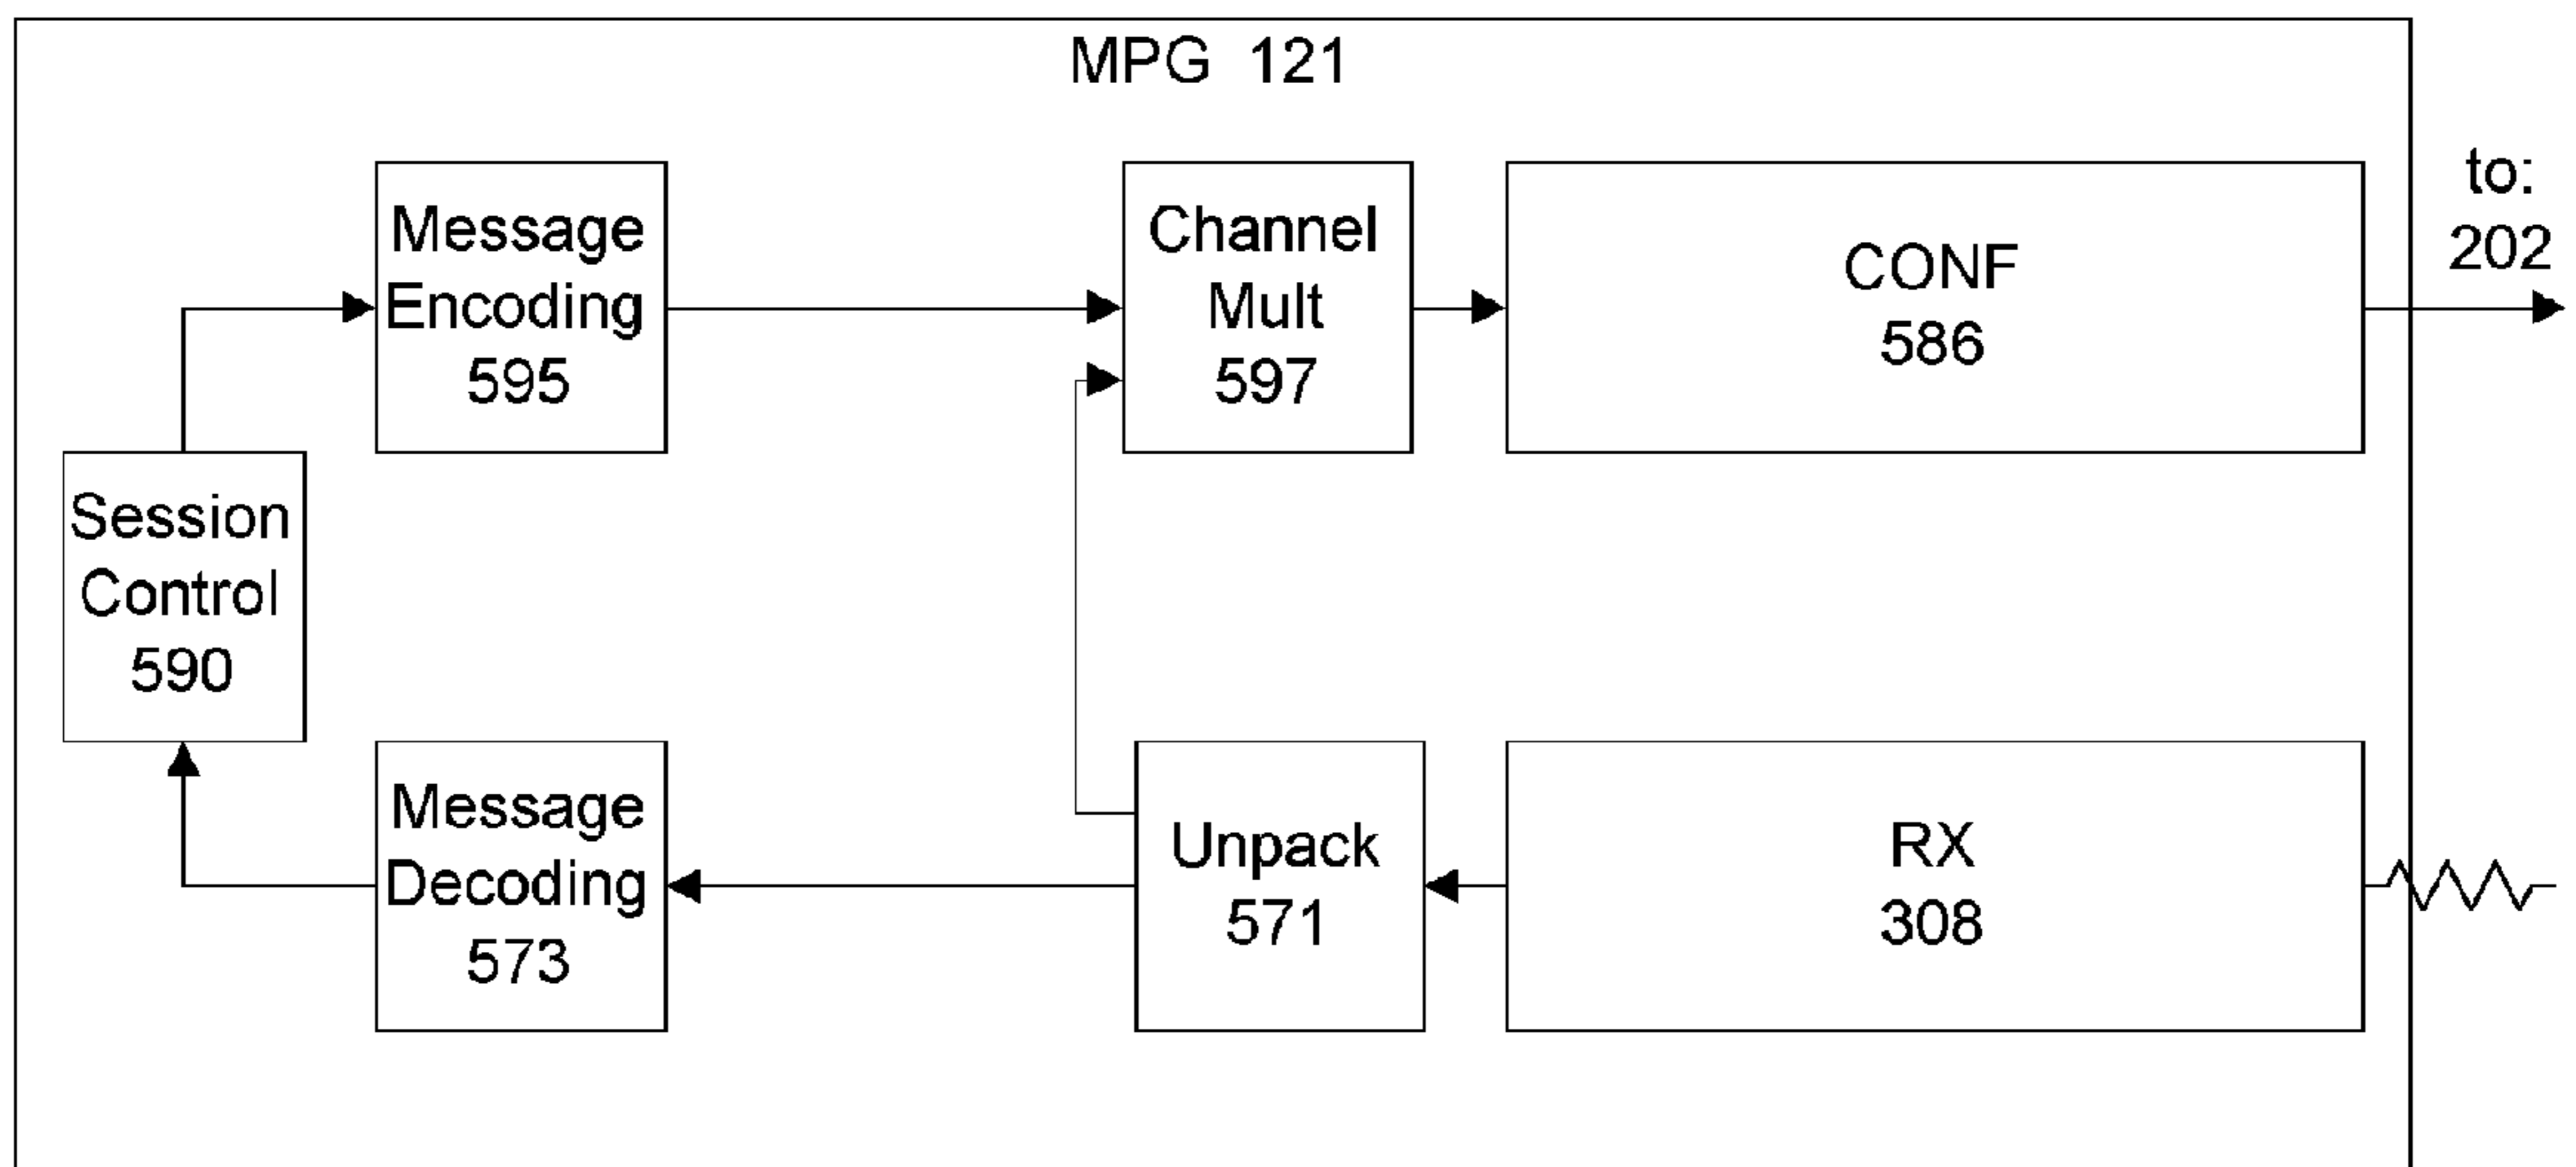 MPG 121
Message
Encoding
595
Channel
Mult
597
CONF
586
to:
202
Session
Control
590
Message
Decoding
573
Unpack
571
RX
308